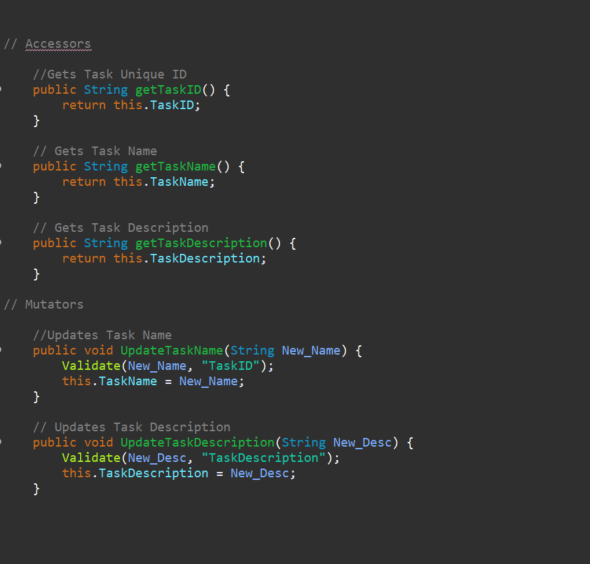 // Accessors
//Gets Task Unique ID
public String getTaskID() {
return this.TaskID;
}
// Gets Task Name
public String getTaskName() {
return this.TaskName;
}
// Gets Task Description
public String getTaskDescription() {
return this.TaskDescription;
}
// Mutators
//Updates Task Name
public void UpdateTaskName(String New_Name) {
Validate(New_Name, "TaskID");
this.TaskName = New_Name;
}
// Updates Task Description
public void UpdateTaskDescription(String New_Desc) {
Validate(New_Desc, "TaskDescription");
this.TaskDescription = New_Desc;
}